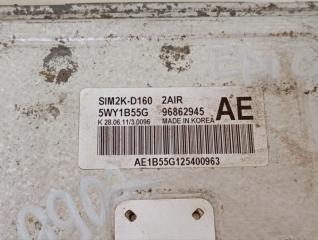 SIM2K-D160 2AIR
5WY1B55G 96862945 AE
K 28.06.11/3.0096 MADE IN KOREA
AE1B55G125400963